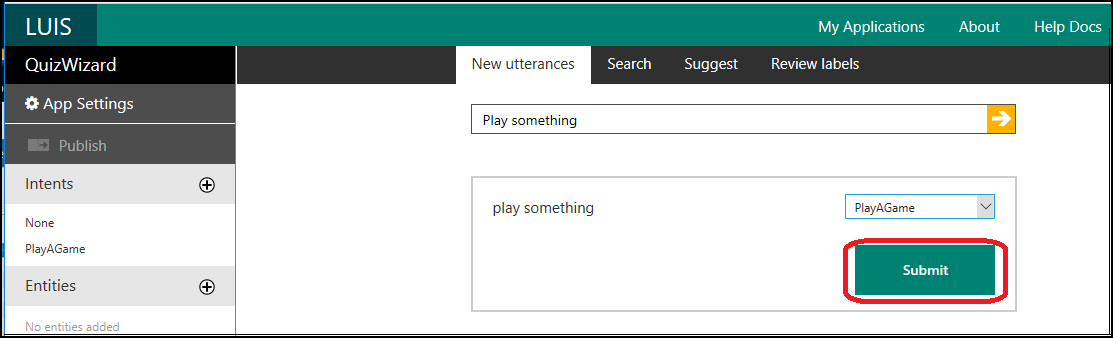 LUIS
My Applications About Help Docs
QuizWizard
New utterances Search Suggest Review labels
App Settings
Play something
Publish
Intents
play something
PlayAGame
None
PlayAGame
Submit
Entities
No entities added